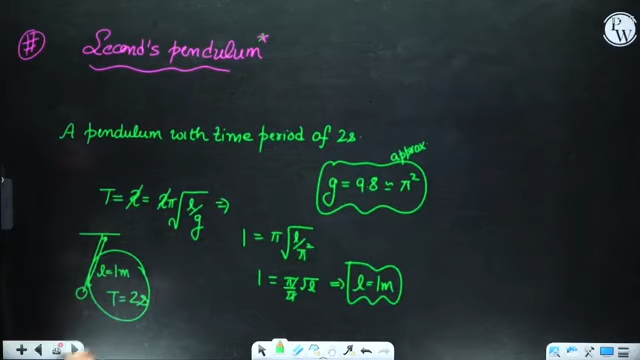 P W
# Second's pendulum*
A pendulum with time period of 2s.
approx
g = 9.8 ≃ π²
T = 2 = 2π√(l/g) ⇒
1 = π√(l/π²)
1 = π/π √l ⇒ l = 1m
l = 1m
T = 2s